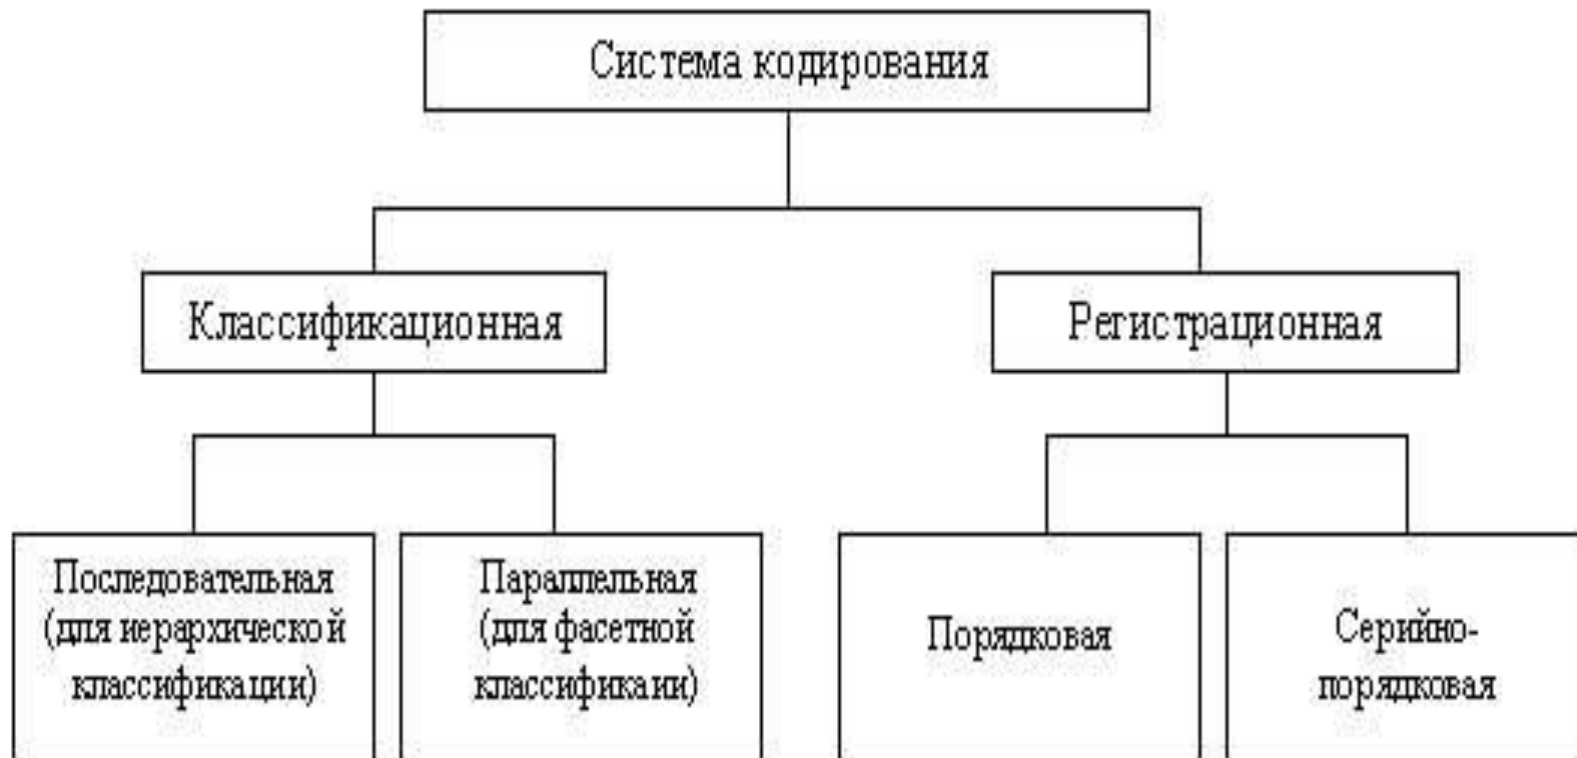 Система кодирования
Классификационная
Регистрационная
Последовательная
(для иерархической
классификации)
Параллельная
(для фасетной
классификаии)
Порядковая
Серийно-
порядковая